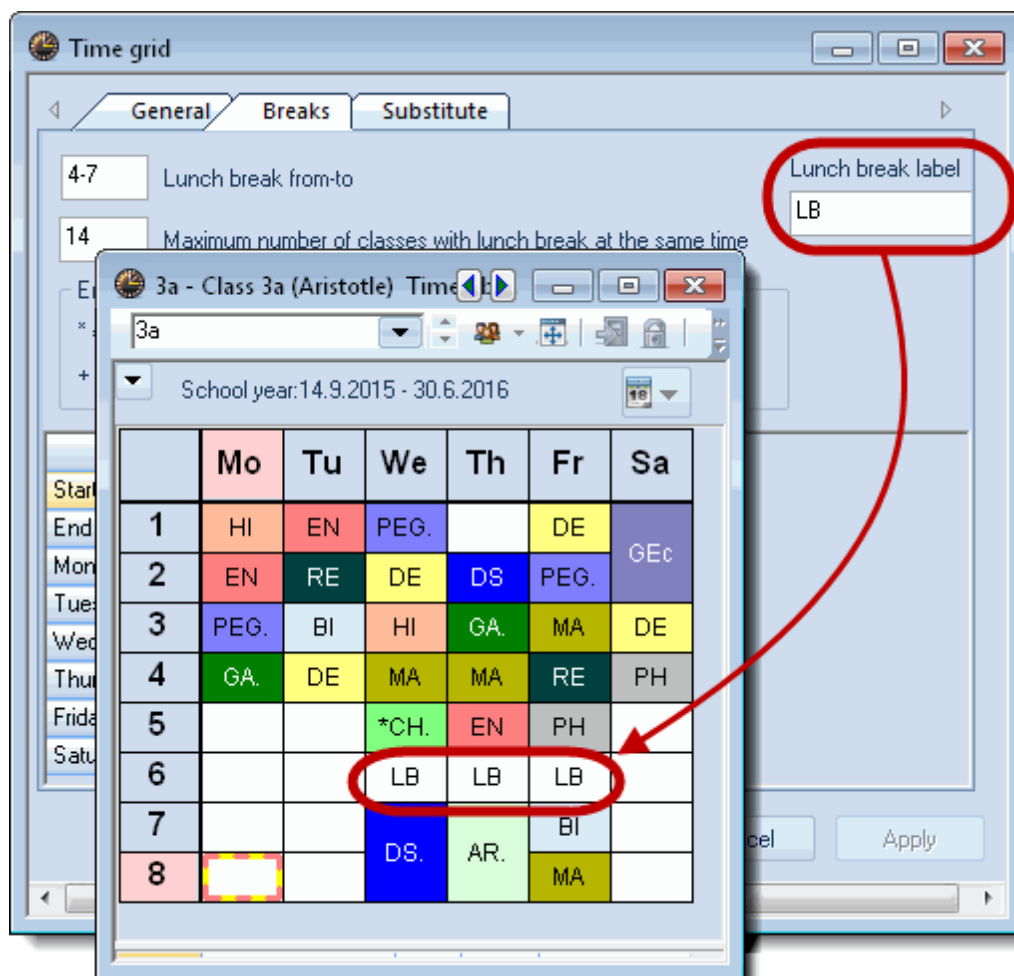 Time grid
General Breaks Substitute
4-7 Lunch break from-to
Lunch break label
LB
14 Maximum number of classes with lunch break at the same time
3a - Class 3a (Aristotle)
3a
*
+
School year:14.9.2015 - 30.6.2016
18
Mo Tu We Th Fr Sa
1 HI EN PEG. DE GEc
2 EN RE DE DS PEG.
3 PEG. BI HI GA. MA DE
4 GA. DE MA MA RE PH
5 *CH. EN PH
6 LB LB LB
7 DS. AR. BI
8 MA
End
Apply